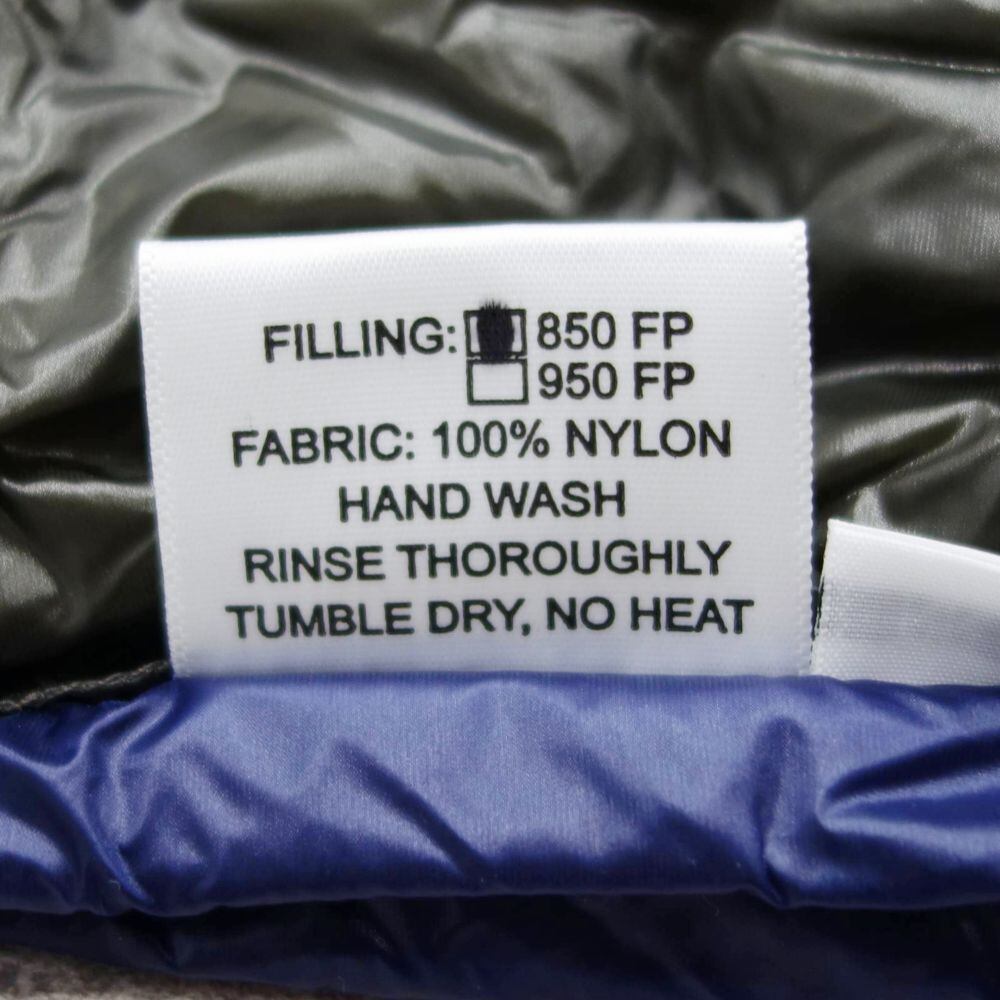 FILLING: 850 FP
950 FP
FABRIC: 100% NYLON
HAND WASH
RINSE THOROUGHLY
TUMBLE DRY, NO HEAT